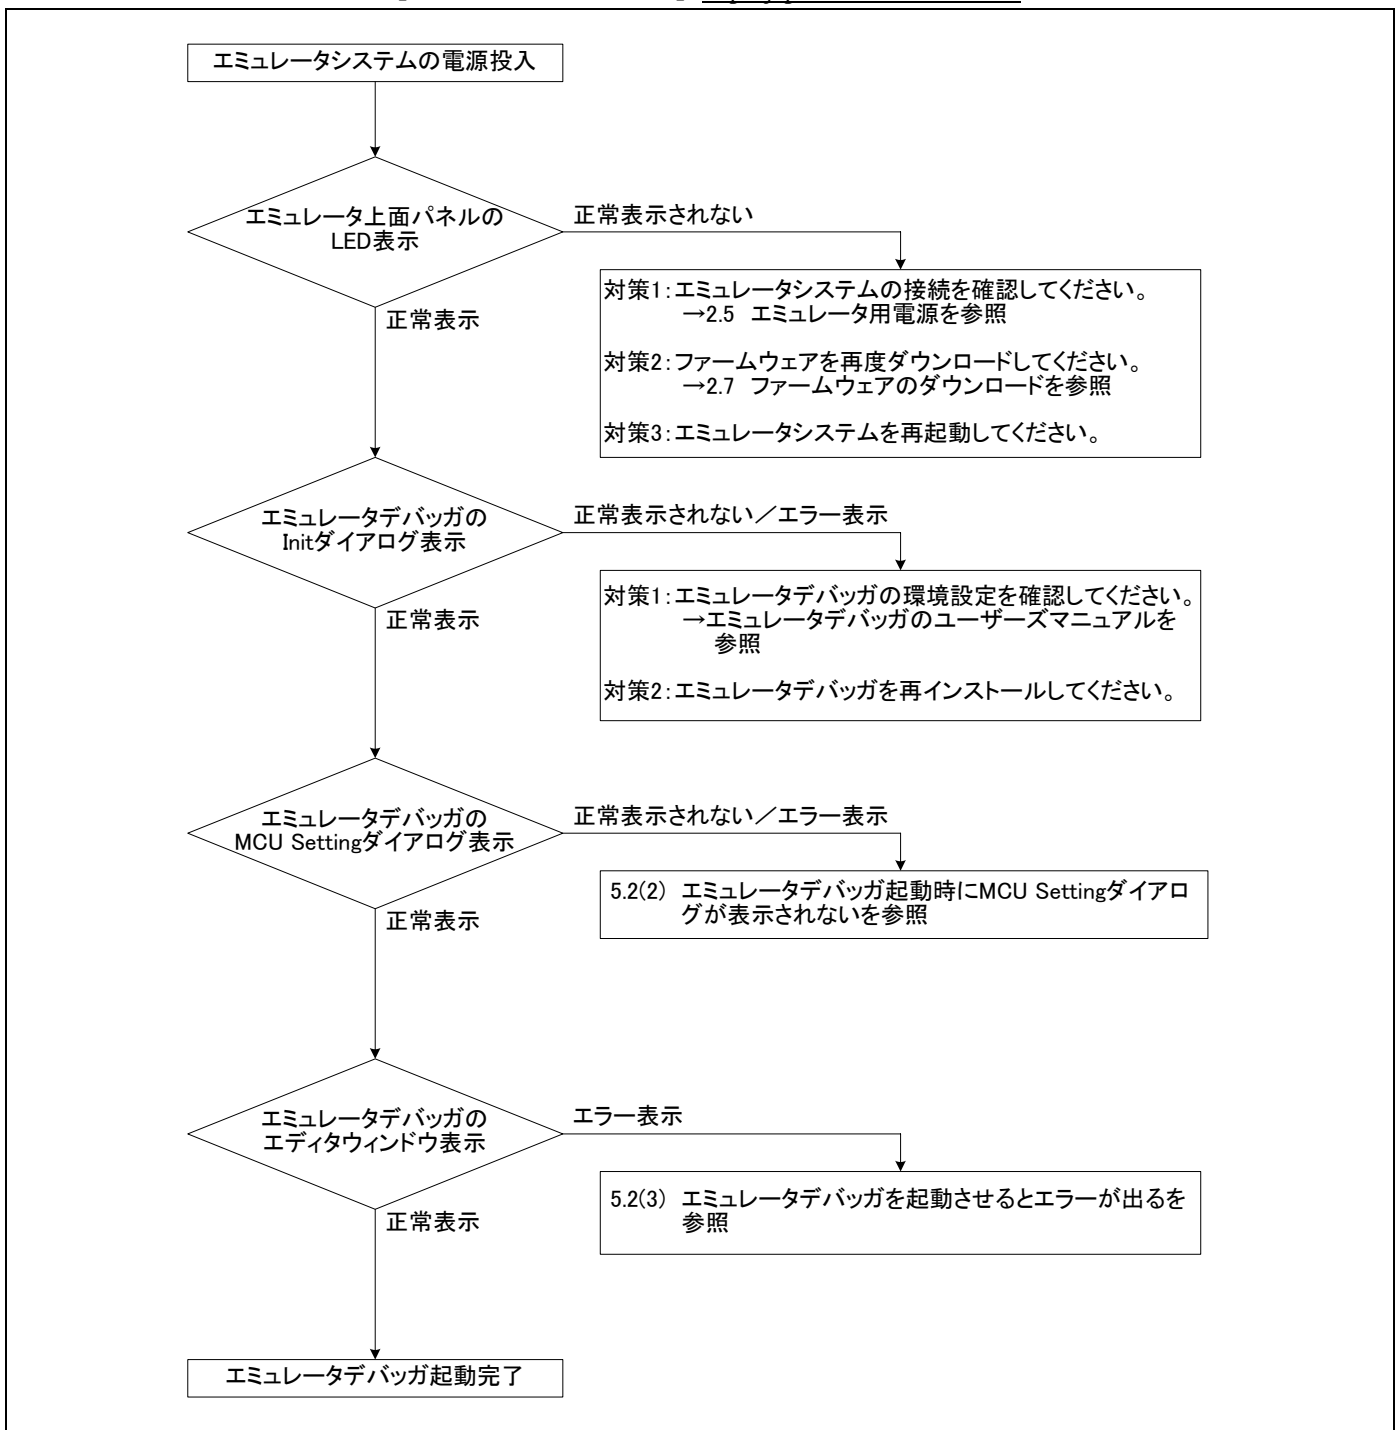 エミュレータシステムの電源投入
エミュレータ上面パネルの
LED表示
正常表示されない
対策1：エミュレータシステムの接続を確認してください。
→2.5 エミュレータ用電源を参照
対策2：ファームウェアを再度ダウンロードしてください。
→2.7 ファームウェアのダウンロードを参照
対策3：エミュレータシステムを再起動してください。
正常表示
エミュレータデバッガの
Initダイアログ表示
正常表示されない／エラー表示
対策1：エミュレータデバッガの環境設定を確認してください。
→エミュレータデバッガのユーザーズマニュアルを
参照
対策2：エミュレータデバッガを再インストールしてください。
正常表示
エミュレータデバッガの
MCU Settingダイアログ表示
正常表示されない／エラー表示
5.2(2) エミュレータデバッガ起動時にMCU Settingダイアロ
グが表示されないを参照
正常表示
エミュレータデバッガの
エディタウィンドウ表示
エラー表示
5.2(3) エミュレータデバッガを起動させるとエラーが出るを
参照
正常表示
エミュレータデバッガ起動完了